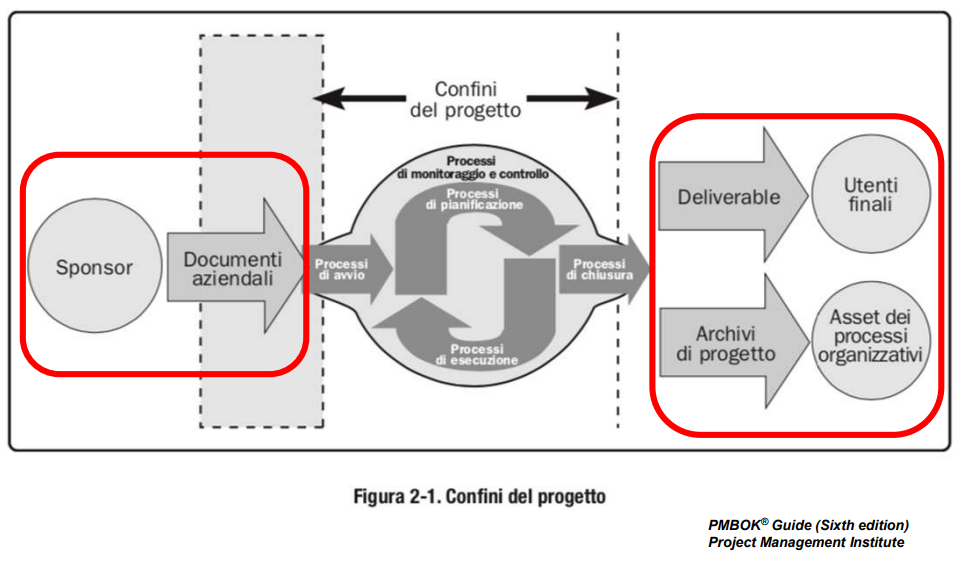 Confini
del progetto
Sponsor
Documenti
aziendali
Processi
di avvio
Processi
di monitoraggio e controllo
Processi
di pianificazione
Processi
di esecuzione
Processi
di chiusura
Deliverable
Utenti
finali
Archivi
di progetto
Asset dei
processi
organizzativi
Figura 2-1. Confini del progetto
PMBOK® Guide (Sixth edition)
Project Management Institute